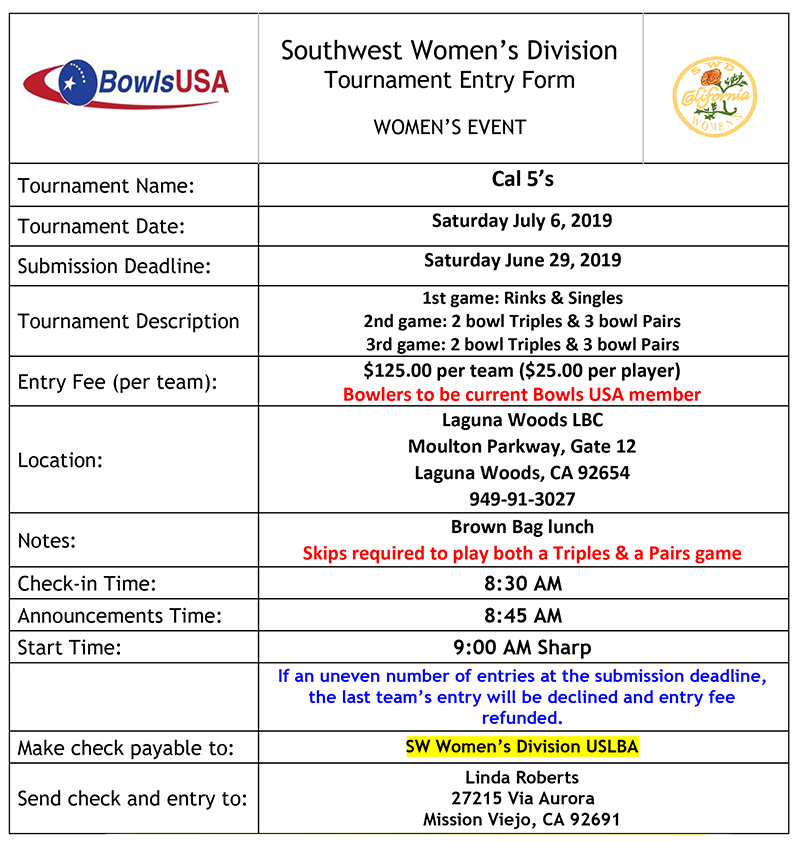 BowlsUSA
Southwest Women's Division
Tournament Entry Form
WOMEN'S EVENT
SWD
California
WOMEN'S
Tournament Name:
Cal 5's
Tournament Date:
Saturday July 6, 2019
Submission Deadline:
Saturday June 29, 2019
Tournament Description
1st game: Rinks & Singles
2nd game: 2 bowl Triples & 3 bowl Pairs
3rd game: 2 bowl Triples & 3 bowl Pairs
Entry Fee (per team):
$125.00 per team ($25.00 per player)
Bowlers to be current Bowls USA member
Location:
Laguna Woods LBC
Moulton Parkway, Gate 12
Laguna Woods, CA 92654
949-91-3027
Notes:
Brown Bag lunch
Skips required to play both a Triples & a Pairs game
Check-in Time:
8:30 AM
Announcements Time:
8:45 AM
Start Time:
9:00 AM Sharp
If an uneven number of entries at the submission deadline,
the last team's entry will be declined and entry fee
refunded.
Make check payable to:
SW Women's Division USLBA
Send check and entry to:
Linda Roberts
27215 Via Aurora
Mission Viejo, CA 92691